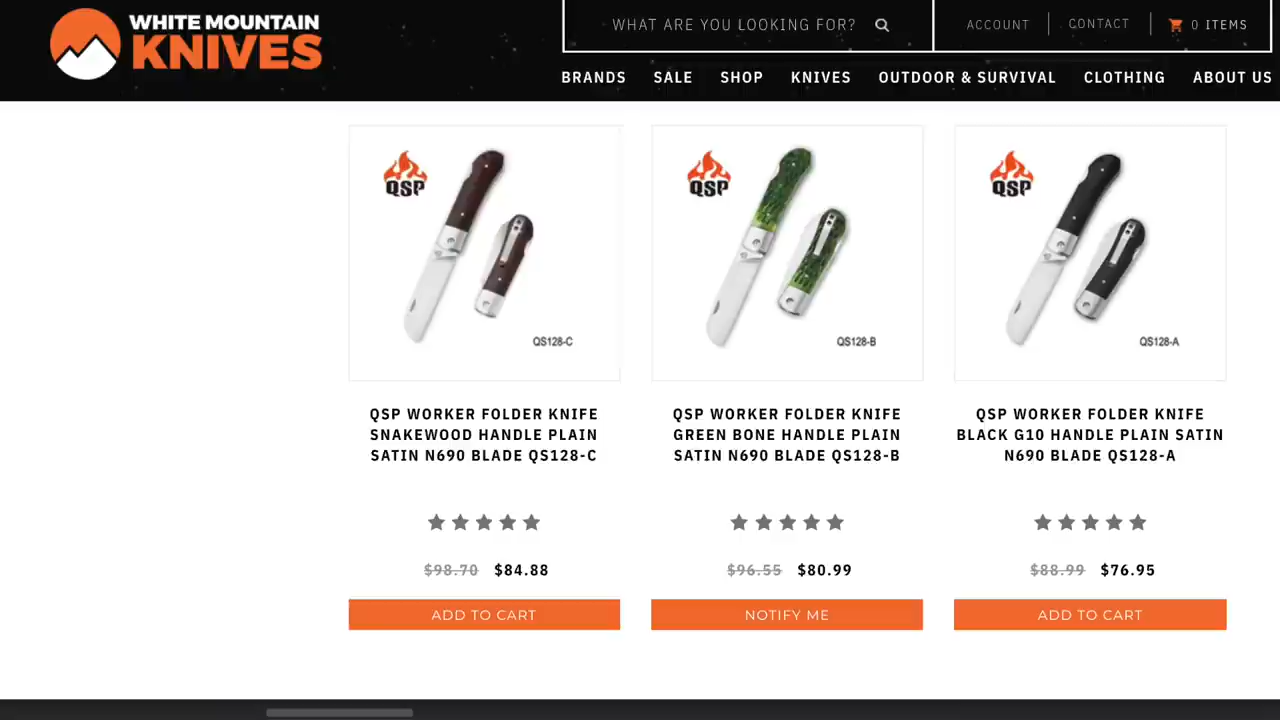 WHITE MOUNTAIN
KNIVES
WHAT ARE YOU LOOKING FOR?
ACCOUNT
CONTACT
0 ITEMS
BRANDS SALE SHOP KNIVES OUTDOOR & SURVIVAL CLOTHING ABOUT US
QSP
QS128-C
QSP
QS128-B
QSP
QS128-A
QSP WORKER FOLDER KNIFE
SNAKEWOOD HANDLE PLAIN
SATIN N690 BLADE QS128-C
$98.70 $84.88
ADD TO CART
QSP WORKER FOLDER KNIFE
GREEN BONE HANDLE PLAIN
SATIN N690 BLADE QS128-B
$96.55 $80.99
NOTIFY ME
QSP WORKER FOLDER KNIFE
BLACK G10 HANDLE PLAIN SATIN
N690 BLADE QS128-A
$88.99 $76.95
ADD TO CART